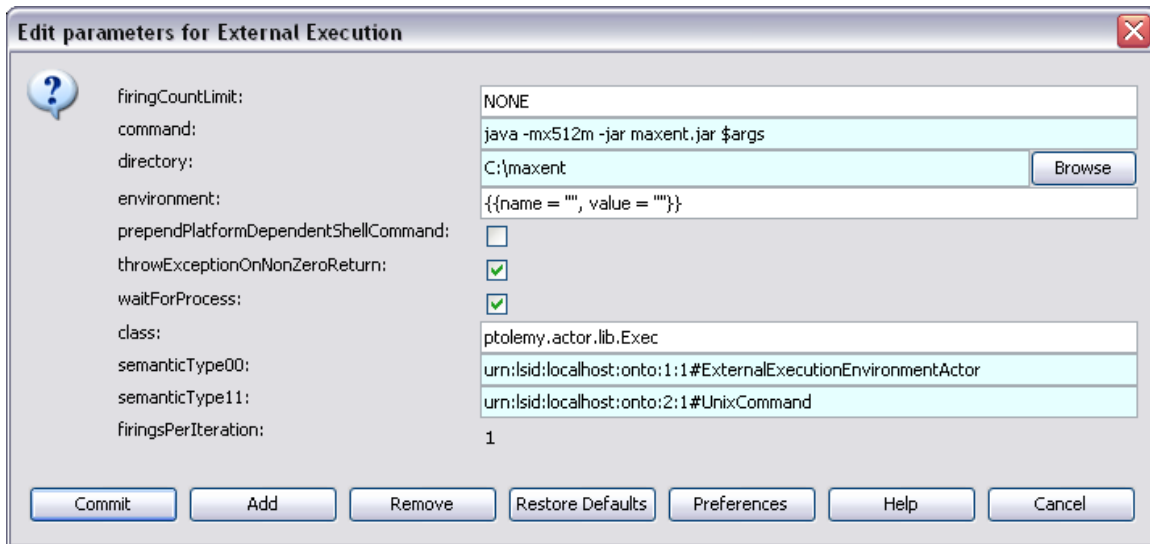 Edit parameters for External Execution
?
firingCountLimit: NONE
command: java -mx512m -jar maxent.jar $args
directory: C:\maxent Browse
environment: {{name = "", value = ""}}
prependPlatformDependentShellCommand:
throwExceptionOnNonZeroReturn:
waitForProcess:
class: ptolemy.actor.lib.Exec
semanticType00: urn:lsid:localhost:onto:1:1#ExternalExecutionEnvironmentActor
semanticType11: urn:lsid:localhost:onto:2:1#UnixCommand
firingsPerIteration: 1
Commit Add Remove Restore Defaults Preferences Help Cancel